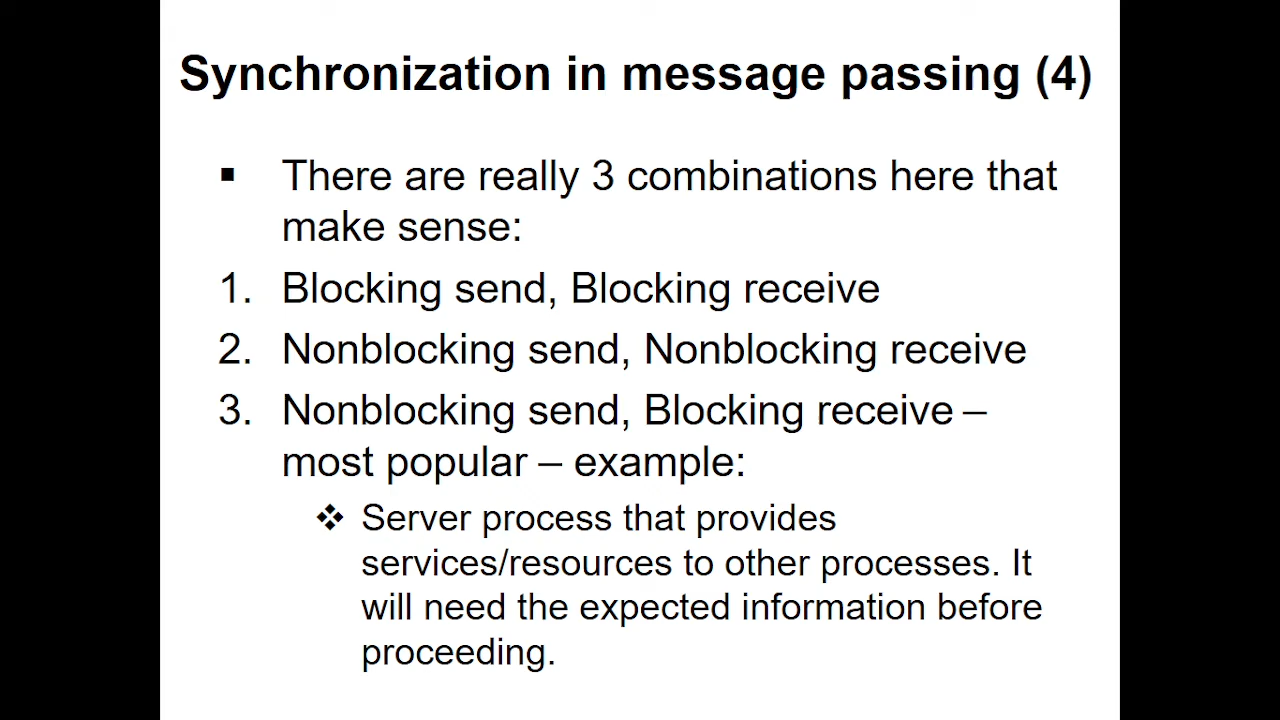 Synchronization in message passing (4)
▪ There are really 3 combinations here that
make sense:
1. Blocking send, Blocking receive
2. Nonblocking send, Nonblocking receive
3. Nonblocking send, Blocking receive –
most popular – example:
❖ Server process that provides
services/resources to other processes. It
will need the expected information before
proceeding.